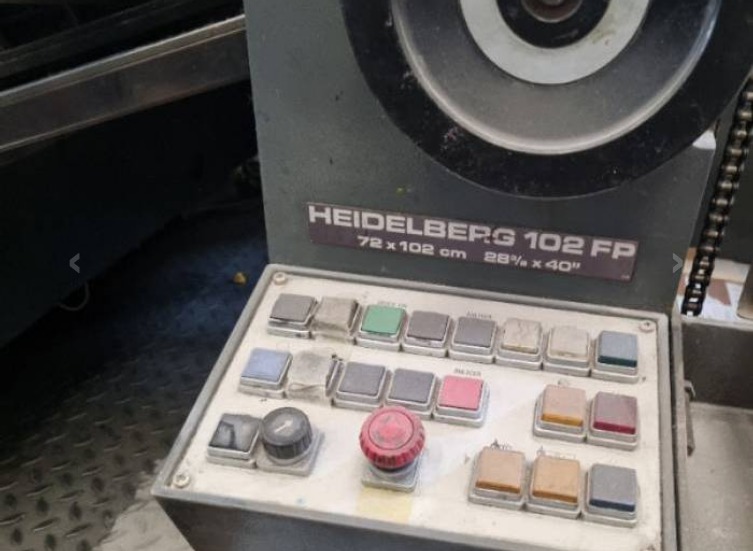 HEIDELBERG 102 FP
72 x 102 cm 28³/₈ x 40"